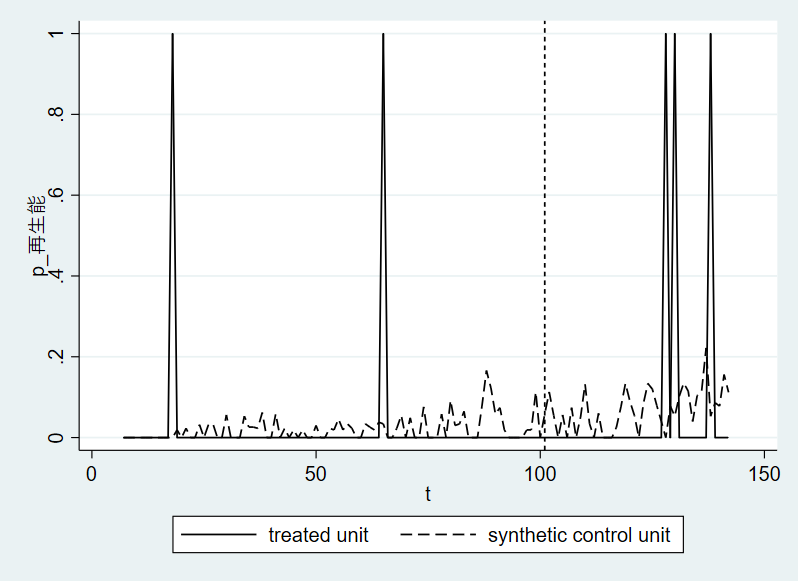 p_再生能
1
.8
.6
.4
.2
0
0
50
100
150
t
treated unit
synthetic control unit